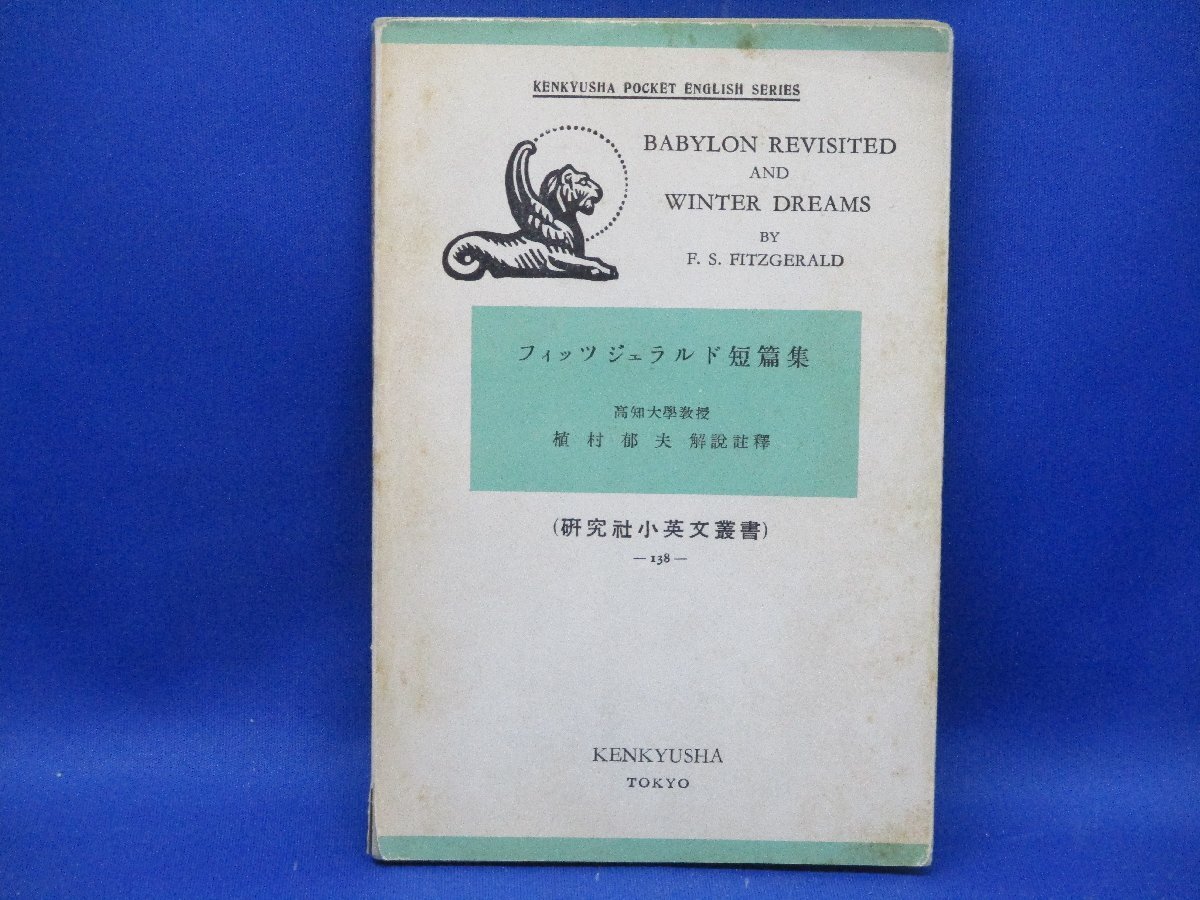 KENKYUSHA POCKET ENGLISH SERIES
BABYLON REVISITED
AND
WINTER DREAMS
BY
F. S. FITZGERALD
フィッツジェラルド短篇集
高知大學敎授
植村郁夫 解說註釋
(硏究社小英文叢書)
— 138 —
KENKYUSHA
TOKYO